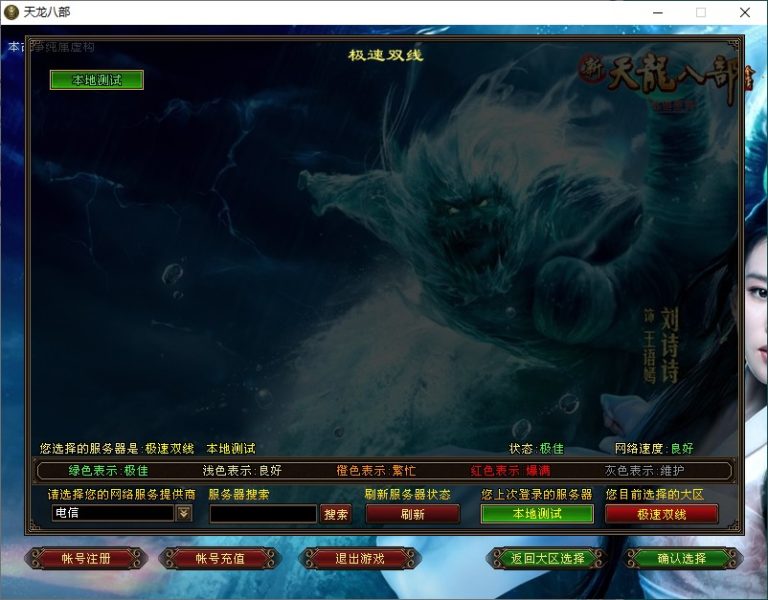 天龙八部
极速双线
本地测试
新天龍八部
刘诗诗
饰 王语嫣
您选择的服务器是:极速双线 本地测试
状态:极佳 网络速度:良好
绿色表示:极佳 浅色表示:良好 橙色表示:繁忙 红色表示:爆满 灰色表示:维护
请选择您的网络服务提供商 服务器搜索 刷新服务器状态 您上次登录的服务器 您目前选择的大区
电信 搜索 刷新 本地测试 极速双线
帐号注册 帐号充值 退出游戏 返回大区选择 确认选择